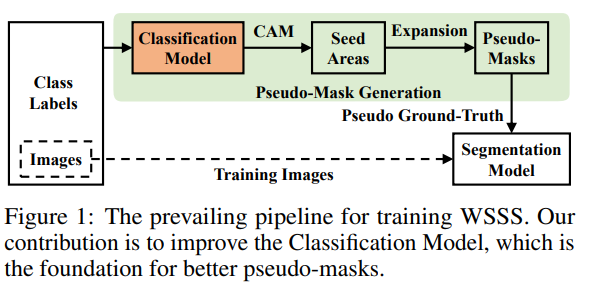 Classification
Model
CAM
Seed
Areas
Expansion
Pseudo-
Masks
Class
Labels
Pseudo-Mask Generation
Pseudo Ground-Truth
Images
Training Images
Segmentation
Model
Figure 1: The prevailing pipeline for training WSSS. Our
contribution is to improve the Classification Model, which is
the foundation for better pseudo-masks.